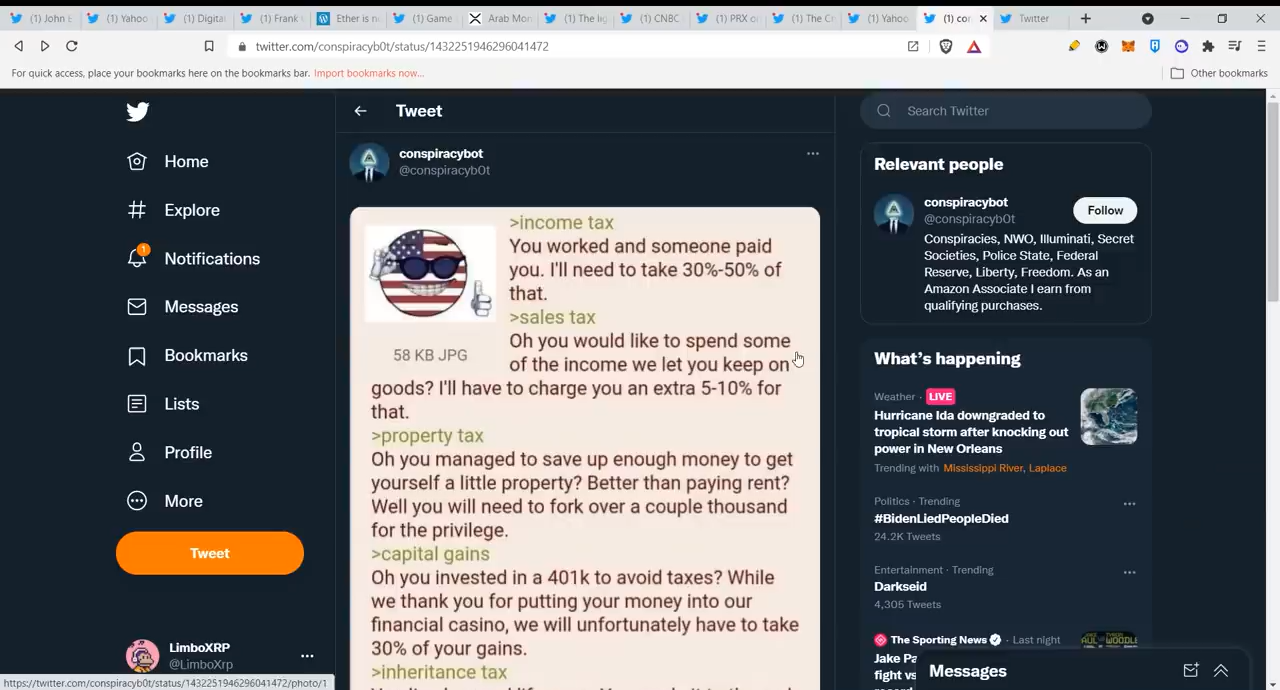 (1) John E
(1) Yahoo
(1) Digita
(1) Frank
Ether is n
(1) Game
Arab Mon
(1) The lig
(1) CNBC
(1) PRX o
(1) The Cr
(1) Yahoo
(1) con
Twitter
twitter.com/conspiracyb0t/status/1432251946296041472
For quick access, place your bookmarks here on the bookmarks bar. Import bookmarks now...
Other bookmarks
Home
Explore
1
Notifications
Messages
Bookmarks
Lists
Profile
More
Tweet
LimboXRP
@LimboXrp
https://twitter.com/conspiracyb0t/status/1432251946296041472/photo/1
Tweet
conspiracybot
@conspiracyb0t
58 KB JPG
>income tax
You worked and someone paid
you. I'll need to take 30%-50% of
that.
>sales tax
Oh you would like to spend some
of the income we let you keep on
goods? I'll have to charge you an extra 5-10% for
that.
>property tax
Oh you managed to save up enough money to get
yourself a little property? Better than paying rent?
Well you will need to fork over a couple thousand
for the privilege.
>capital gains
Oh you invested in a 401k to avoid taxes? While
we thank you for putting your money into our
financial casino, we will unfortunately have to take
30% of your gains.
>inheritance tax
Search Twitter
Relevant people
conspiracybot
@conspiracyb0t
Follow
Conspiracies, NWO, Illuminati, Secret
Societies, Police State, Federal
Reserve, Liberty, Freedom. As an
Amazon Associate I earn from
qualifying purchases.
What's happening
Weather · LIVE
Hurricane Ida downgraded to
tropical storm after knocking out
power in New Orleans
Trending with Mississippi River, Laplace
Politics · Trending
#BidenLiedPeopleDied
24.2K Tweets
Entertainment · Trending
Darkseid
4,305 Tweets
The Sporting News · Last night
Jake Pa
fight vs
Messages